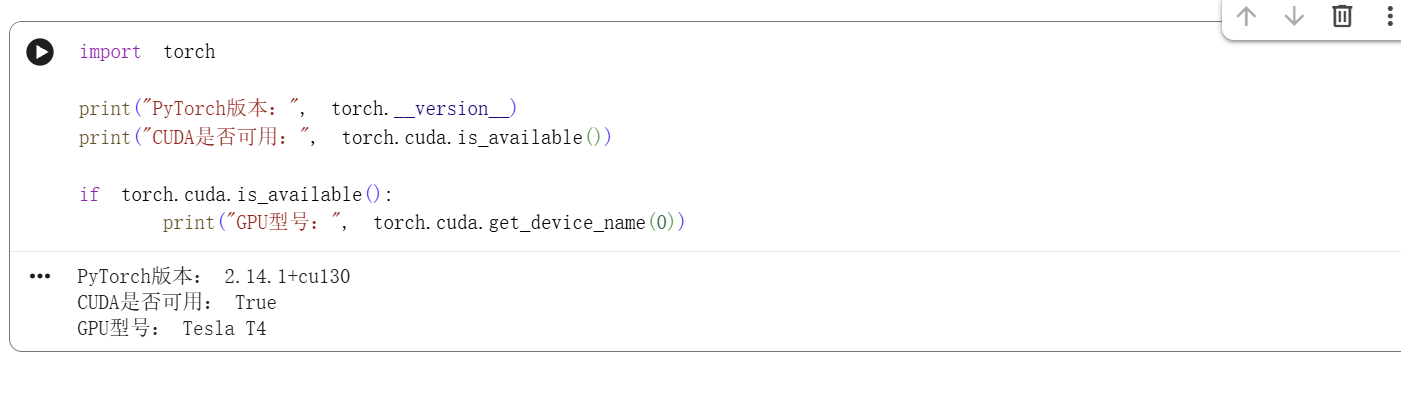 import torch
print("PyTorch版本：", torch.__version__)
print("CUDA是否可用：", torch.cuda.is_available())
if torch.cuda.is_available():
print("GPU型号：", torch.cuda.get_device_name(0))
PyTorch版本： 2.14.1+cu130
CUDA是否可用： True
GPU型号： Tesla T4